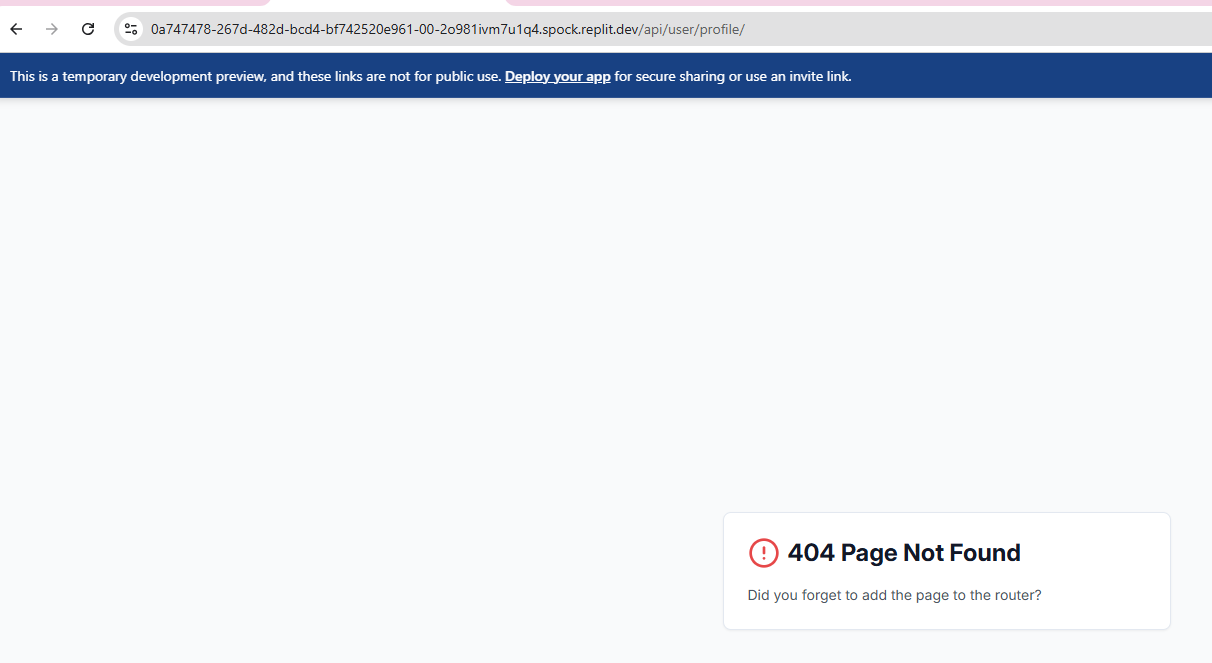 0a747478-267d-482d-bcd4-bf742520e961-00-2o981ivm7u1q4.spock.replit.dev/api/user/profile/
This is a temporary development preview, and these links are not for public use. Deploy your app for secure sharing or use an invite link.
404 Page Not Found
Did you forget to add the page to the router?